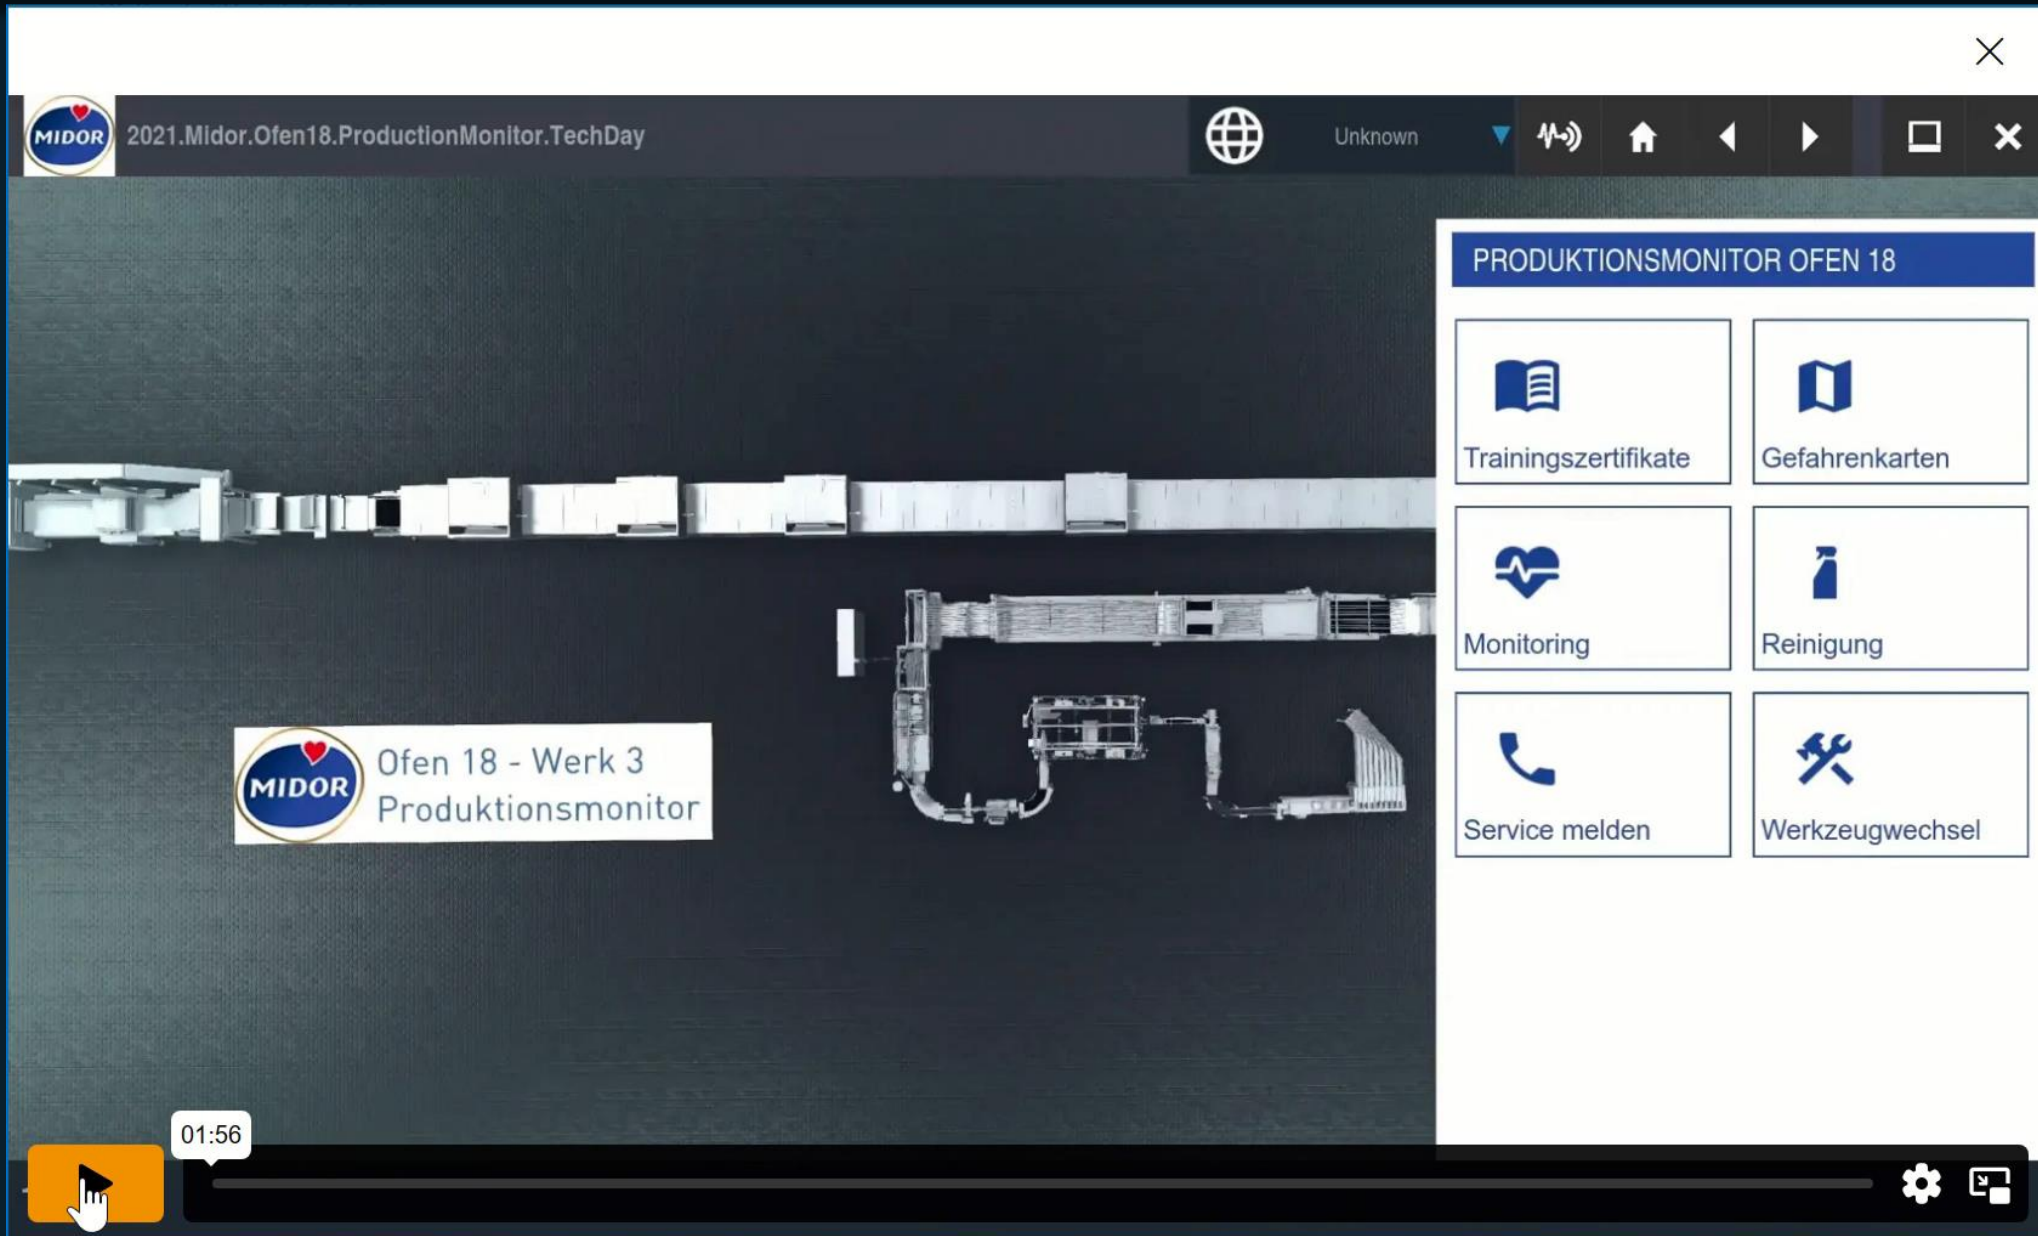 MIDOR
2021.Midor.Ofen18.ProductionMonitor.TechDay
Unknown
PRODUKTIONSMONITOR OFEN 18
Trainingszertifikate
Gefahrenkarten
Monitoring
Reinigung
Service melden
Werkzeugwechsel
MIDOR
Ofen 18 - Werk 3
Produktionsmonitor
01:56